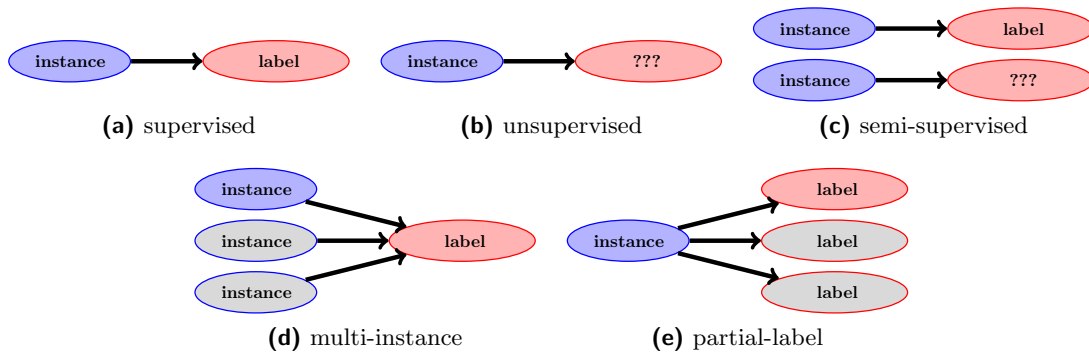 instance label
(a) supervised
instance ???
(b) unsupervised
instance label
instance ???
(c) semi-supervised
instance
instance label
instance
(d) multi-instance
label
instance label
label
(e) partial-label